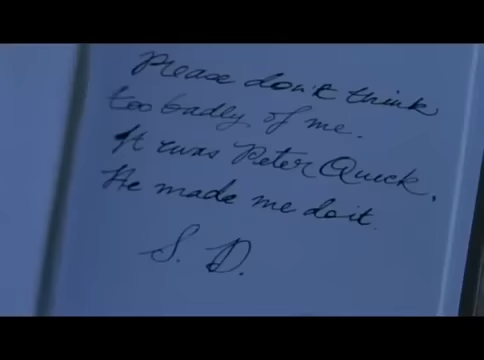 Please don't think
too badly of me.
It was Peter Quick.
He made me do it.
S. D.